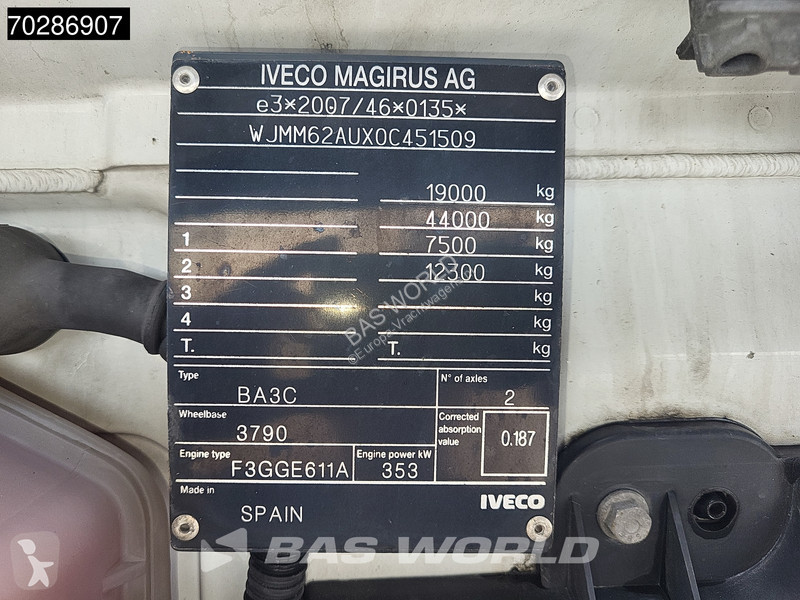 70286907
IVECO MAGIRUS AG
e3*2007/46*0135*
WJMM62AUX0C451509
19000 kg
44000 kg
1 7500 kg
2 12300 kg
3 kg
4 kg
T. T. kg
BAS WORLD
©Europe-Vrachtwagens
Type
BA3C
N° of axles
2
Wheelbase
3790
Corrected absorption value
0.187
Engine type
F3GGE611A
Engine power kW
353
Made in
SPAIN
IVECO
BAS WORLD